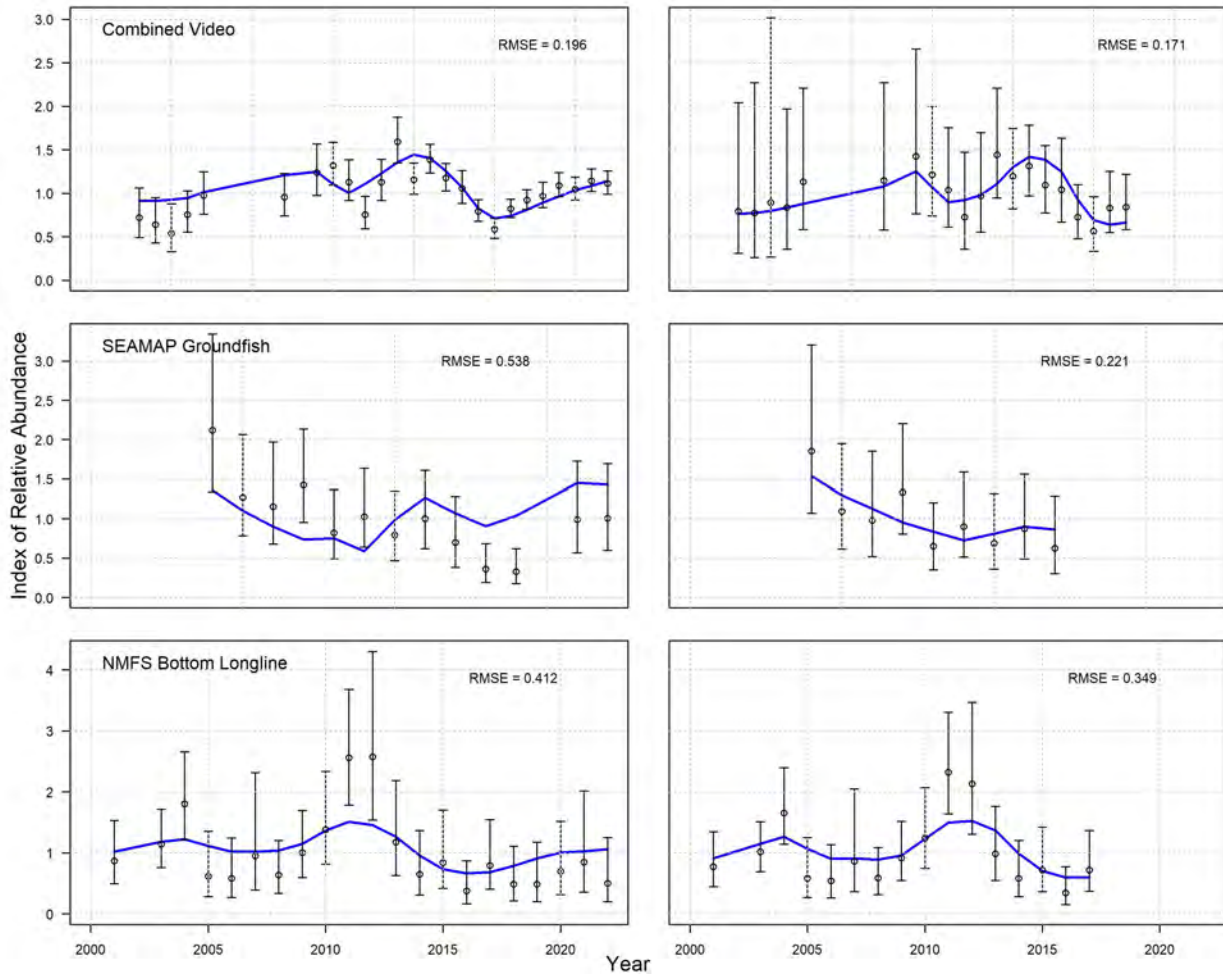 Combined Video
RMSE = 0.196
3.0
2.5
2.0
1.5
1.0
0.5
0.0
RMSE = 0.171
SEAMAP Groundfish
RMSE = 0.538
3.0
2.5
2.0
1.5
1.0
0.5
0.0
RMSE = 0.221
Index of Relative Abundance
NMFS Bottom Longline
RMSE = 0.412
4
3
2
1
0
RMSE = 0.349
2000 2005 2010 2015 2020
2000 2005 2010 2015 2020
Year